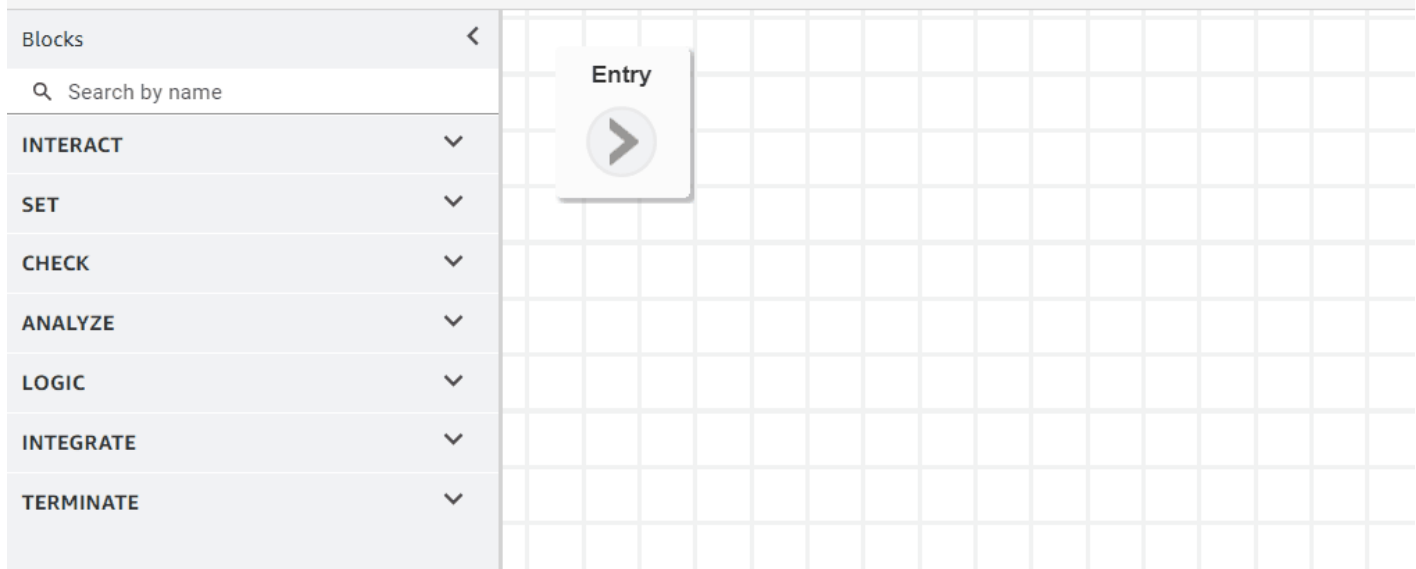 Blocks
Search by name
INTERACT
SET
CHECK
ANALYZE
LOGIC
INTEGRATE
TERMINATE
Entry